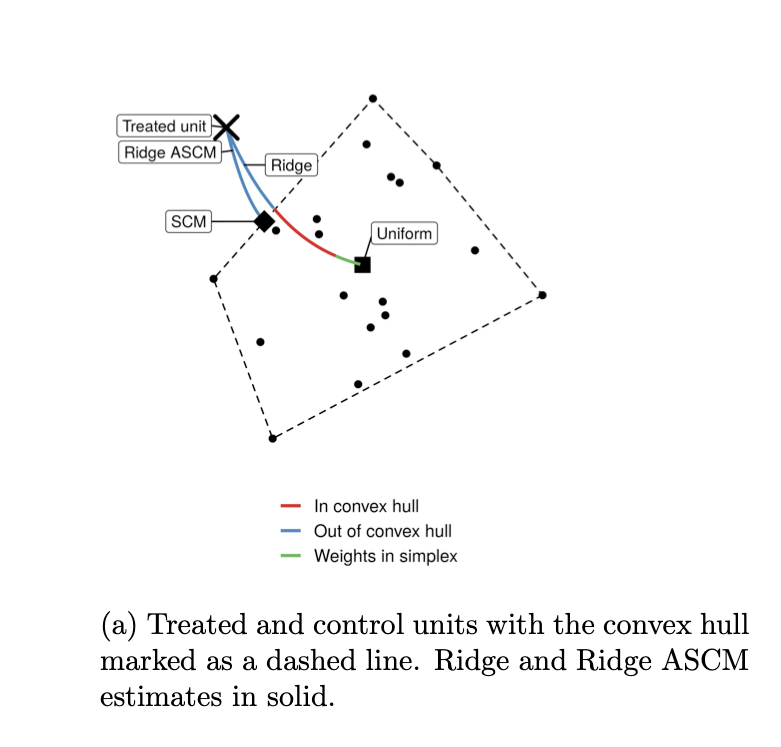 Treated unit
Ridge ASCM
Ridge
SCM
Uniform
In convex hull
Out of convex hull
Weights in simplex
(a) Treated and control units with the convex hull
marked as a dashed line. Ridge and Ridge ASCM
estimates in solid.